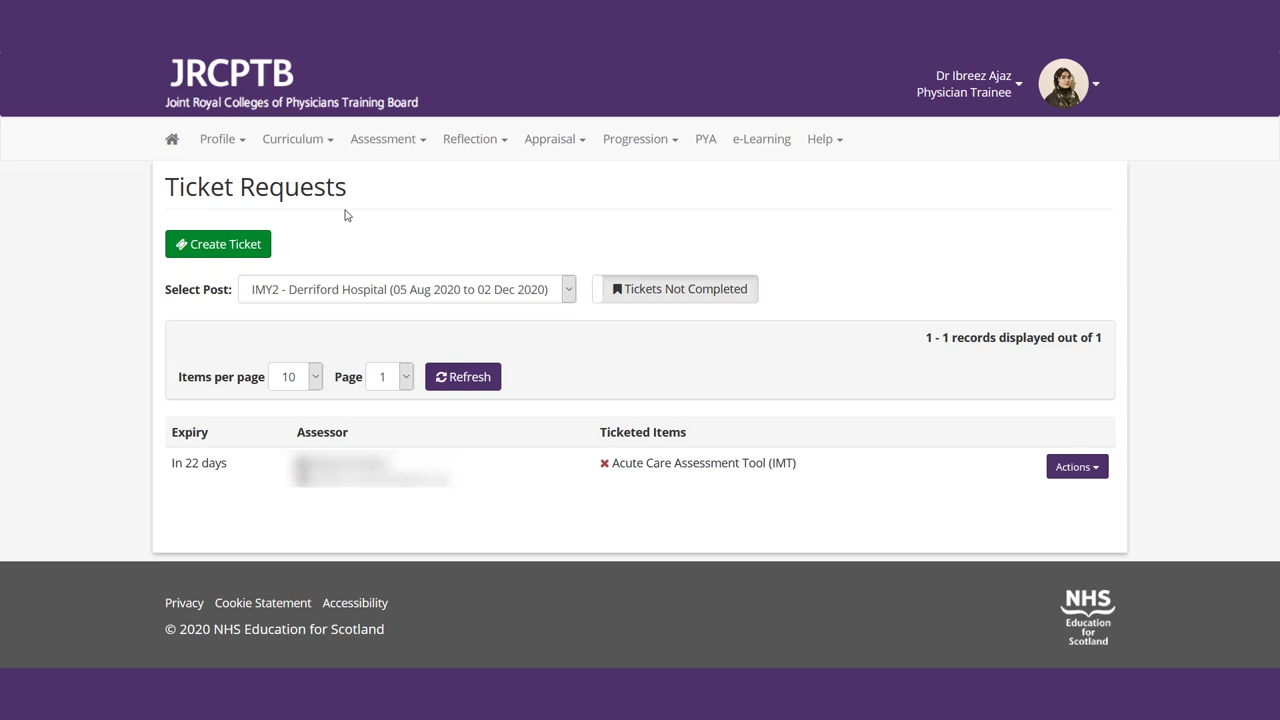 JRCPTB
Joint Royal Colleges of Physicians Training Board
Dr Ibreez Ajaz
Physician Trainee
Profile Curriculum Assessment Reflection Appraisal Progression PYA e-Learning Help
Ticket Requests
Create Ticket
Select Post: IMY2 - Derriford Hospital (05 Aug 2020 to 02 Dec 2020) Tickets Not Completed
1 - 1 records displayed out of 1
Items per page 10 Page 1 Refresh
Expiry Assessor Ticketed Items
In 22 days Acute Care Assessment Tool (IMT) Actions
Privacy Cookie Statement Accessibility
© 2020 NHS Education for Scotland
NHS
Education
for
Scotland